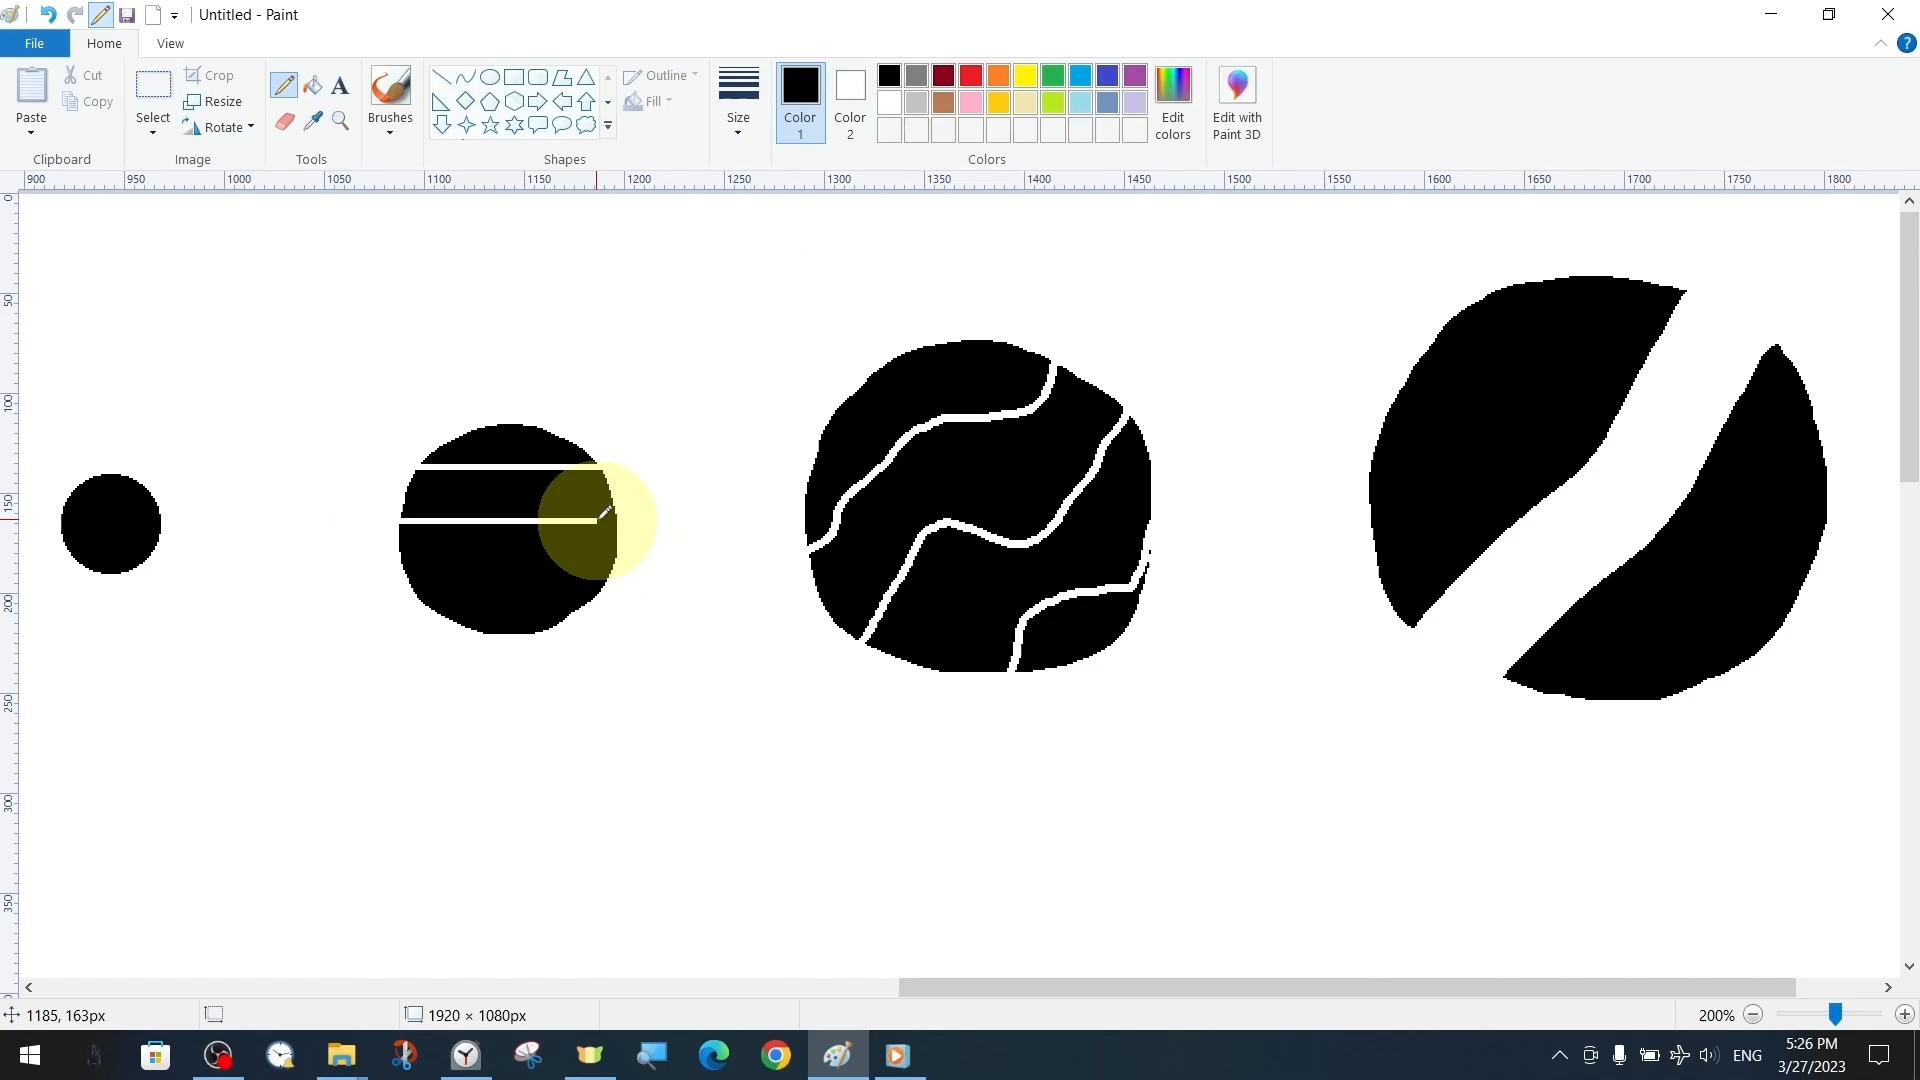 Untitled - Paint
File Home View
Cut
Copy
Paste
Clipboard
Crop
Resize
Rotate
Select
Image
A
Tools
Brushes
Outline
Fill
Shapes
Size
Color 1
Color 2
Edit colors
Colors
Edit with Paint 3D
?
900 950 1000 1050 1100 1150 1200 1250 1300 1350 1400 1450 1500 1550 1600 1650 1700 1750 1800
0
50
100
150
200
250
300
350
1185, 163px
1920 × 1080px
200%
ENG
5:26 PM
3/27/2023